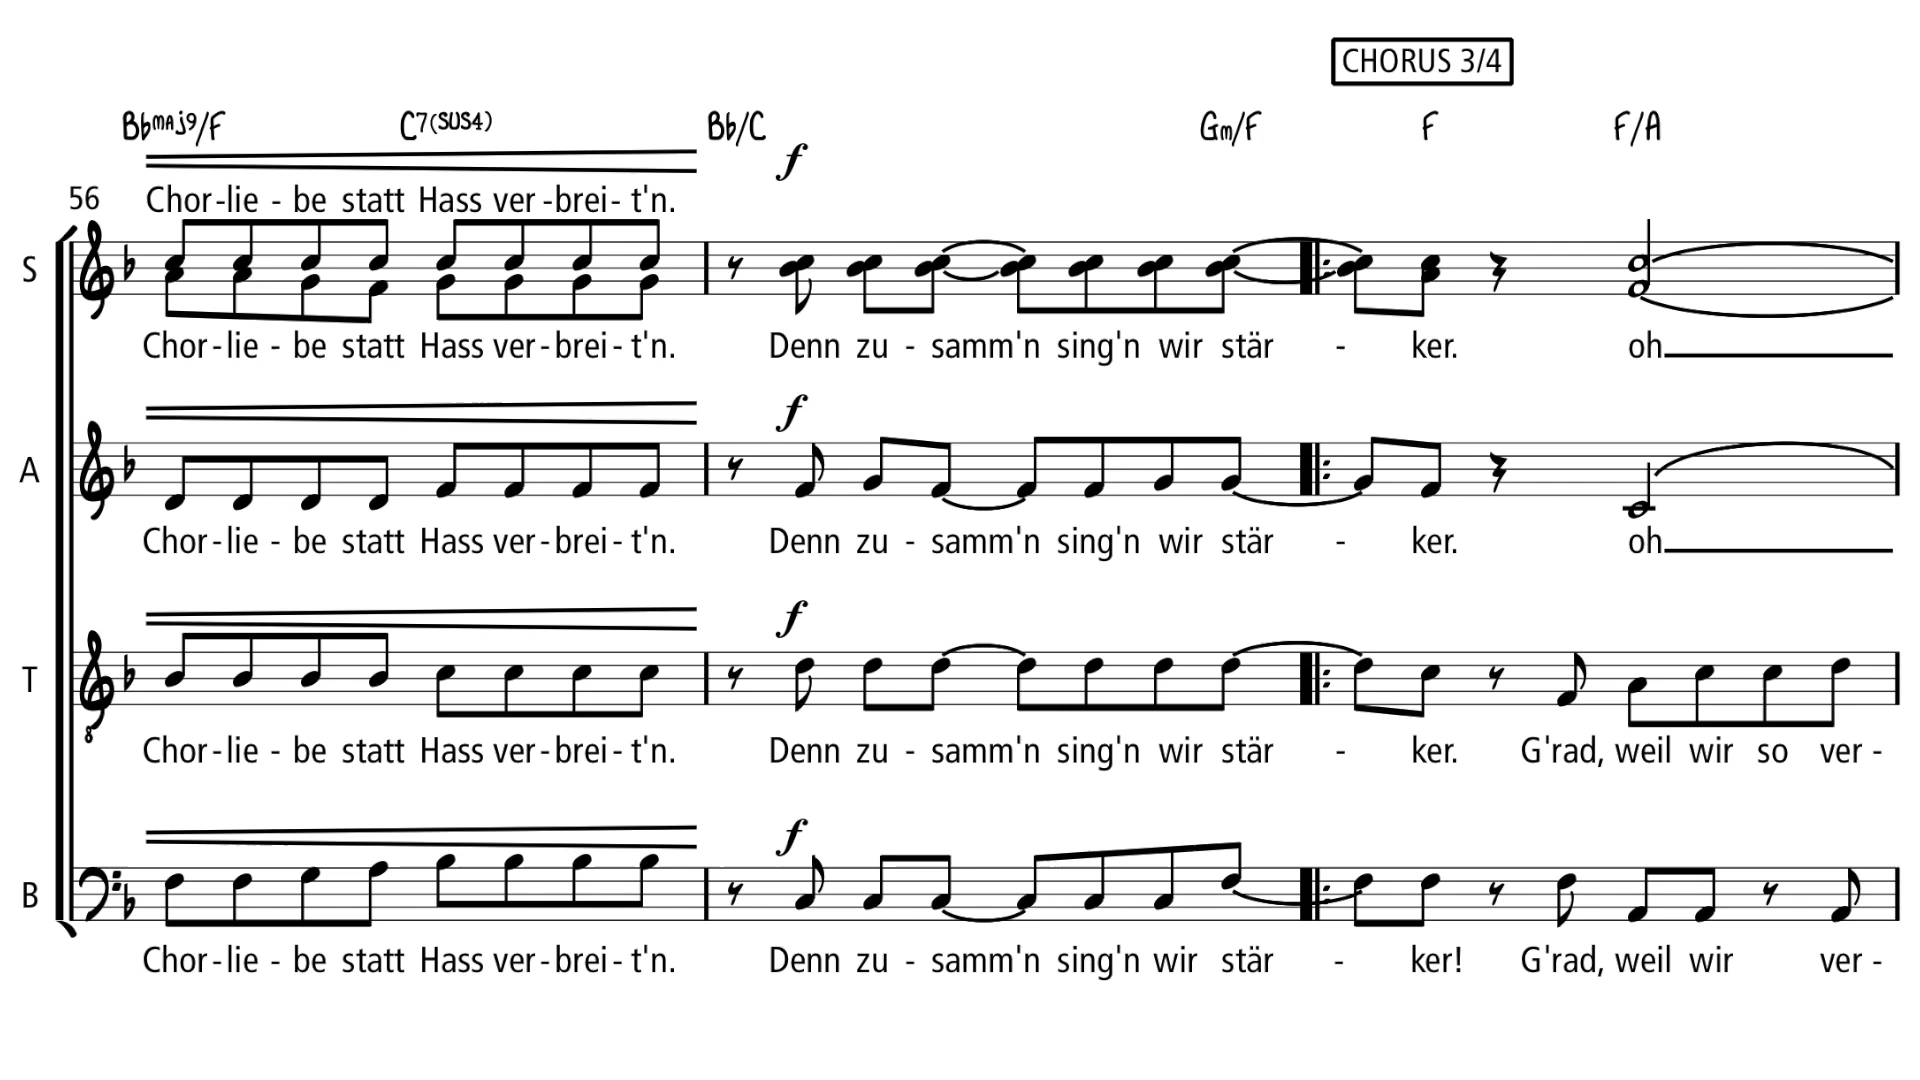 CHORUS 3/4
Bbmaj9/F C7(SUS4) Bb/C Gm/F F F/A
f
56 Chor-lie - be statt Hass ver-brei-t'n.
S
Chor-lie - be statt Hass ver-brei-t'n. Denn zu - samm'n sing'n wir stär - ker. oh
f
A
Chor-lie - be statt Hass ver-brei-t'n. Denn zu - samm'n sing'n wir stär - ker. oh
f
T
8
Chor-lie - be statt Hass ver-brei-t'n. Denn zu - samm'n sing'n wir stär - ker. G'rad, weil wir so ver -
f
B
Chor-lie - be statt Hass ver-brei-t'n. Denn zu - samm'n sing'n wir stär - ker! G'rad, weil wir ver -